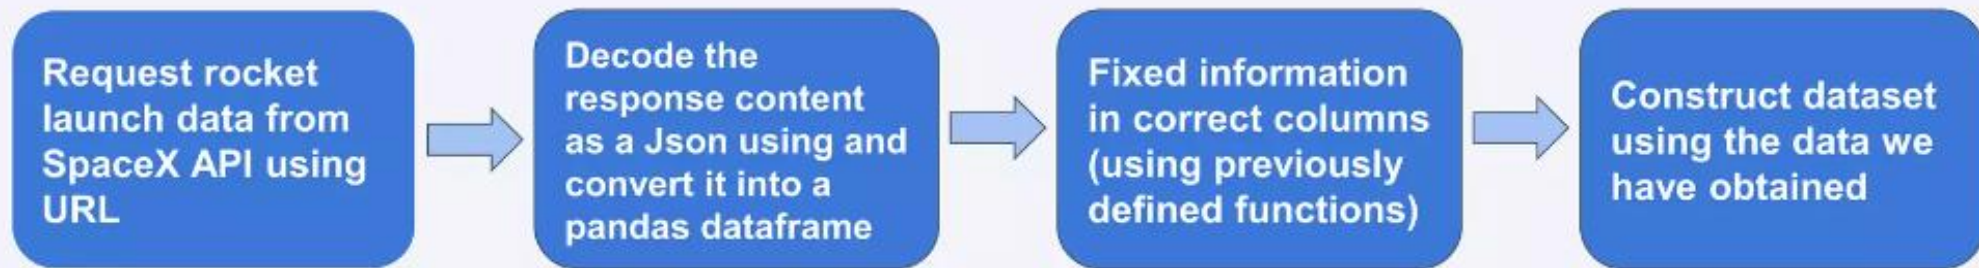 Request rocket
launch data from
SpaceX API using
URL
Decode the
response content
as a Json using and
convert it into a
pandas dataframe
Fixed information
in correct columns
(using previously
defined functions)
Construct dataset
using the data we
have obtained